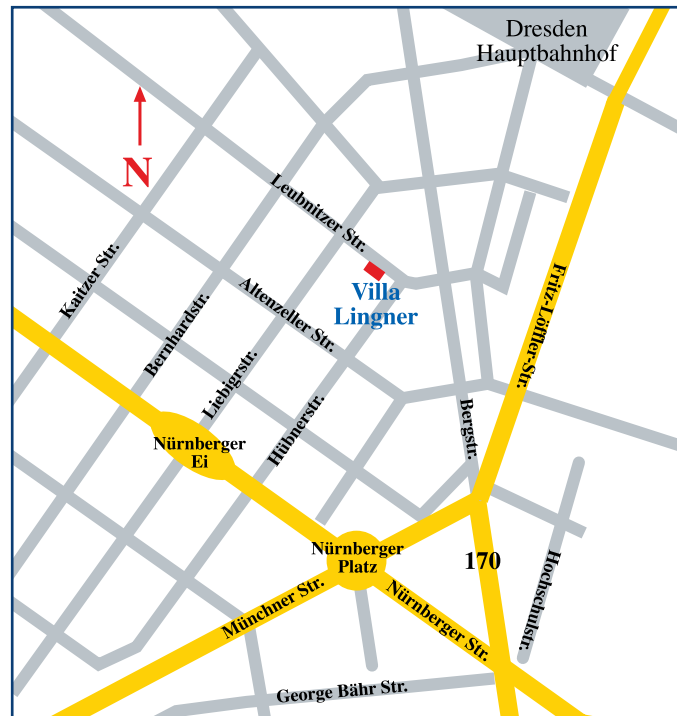 Dresden
Hauptbahnhof
N
Leubnitzer Str.
Kaitzer Str.
Villa
Lingner
Bernhardstr.
Altenzeller Str.
Fritz-Löffler-Str.
Liebigrstr.
Hübnerstr.
Bergstr.
Nürnberger
Ei
Nürnberger
Platz
170
Hochschulstr.
Münchner Str.
Nürnberger Str.
George Bähr Str.